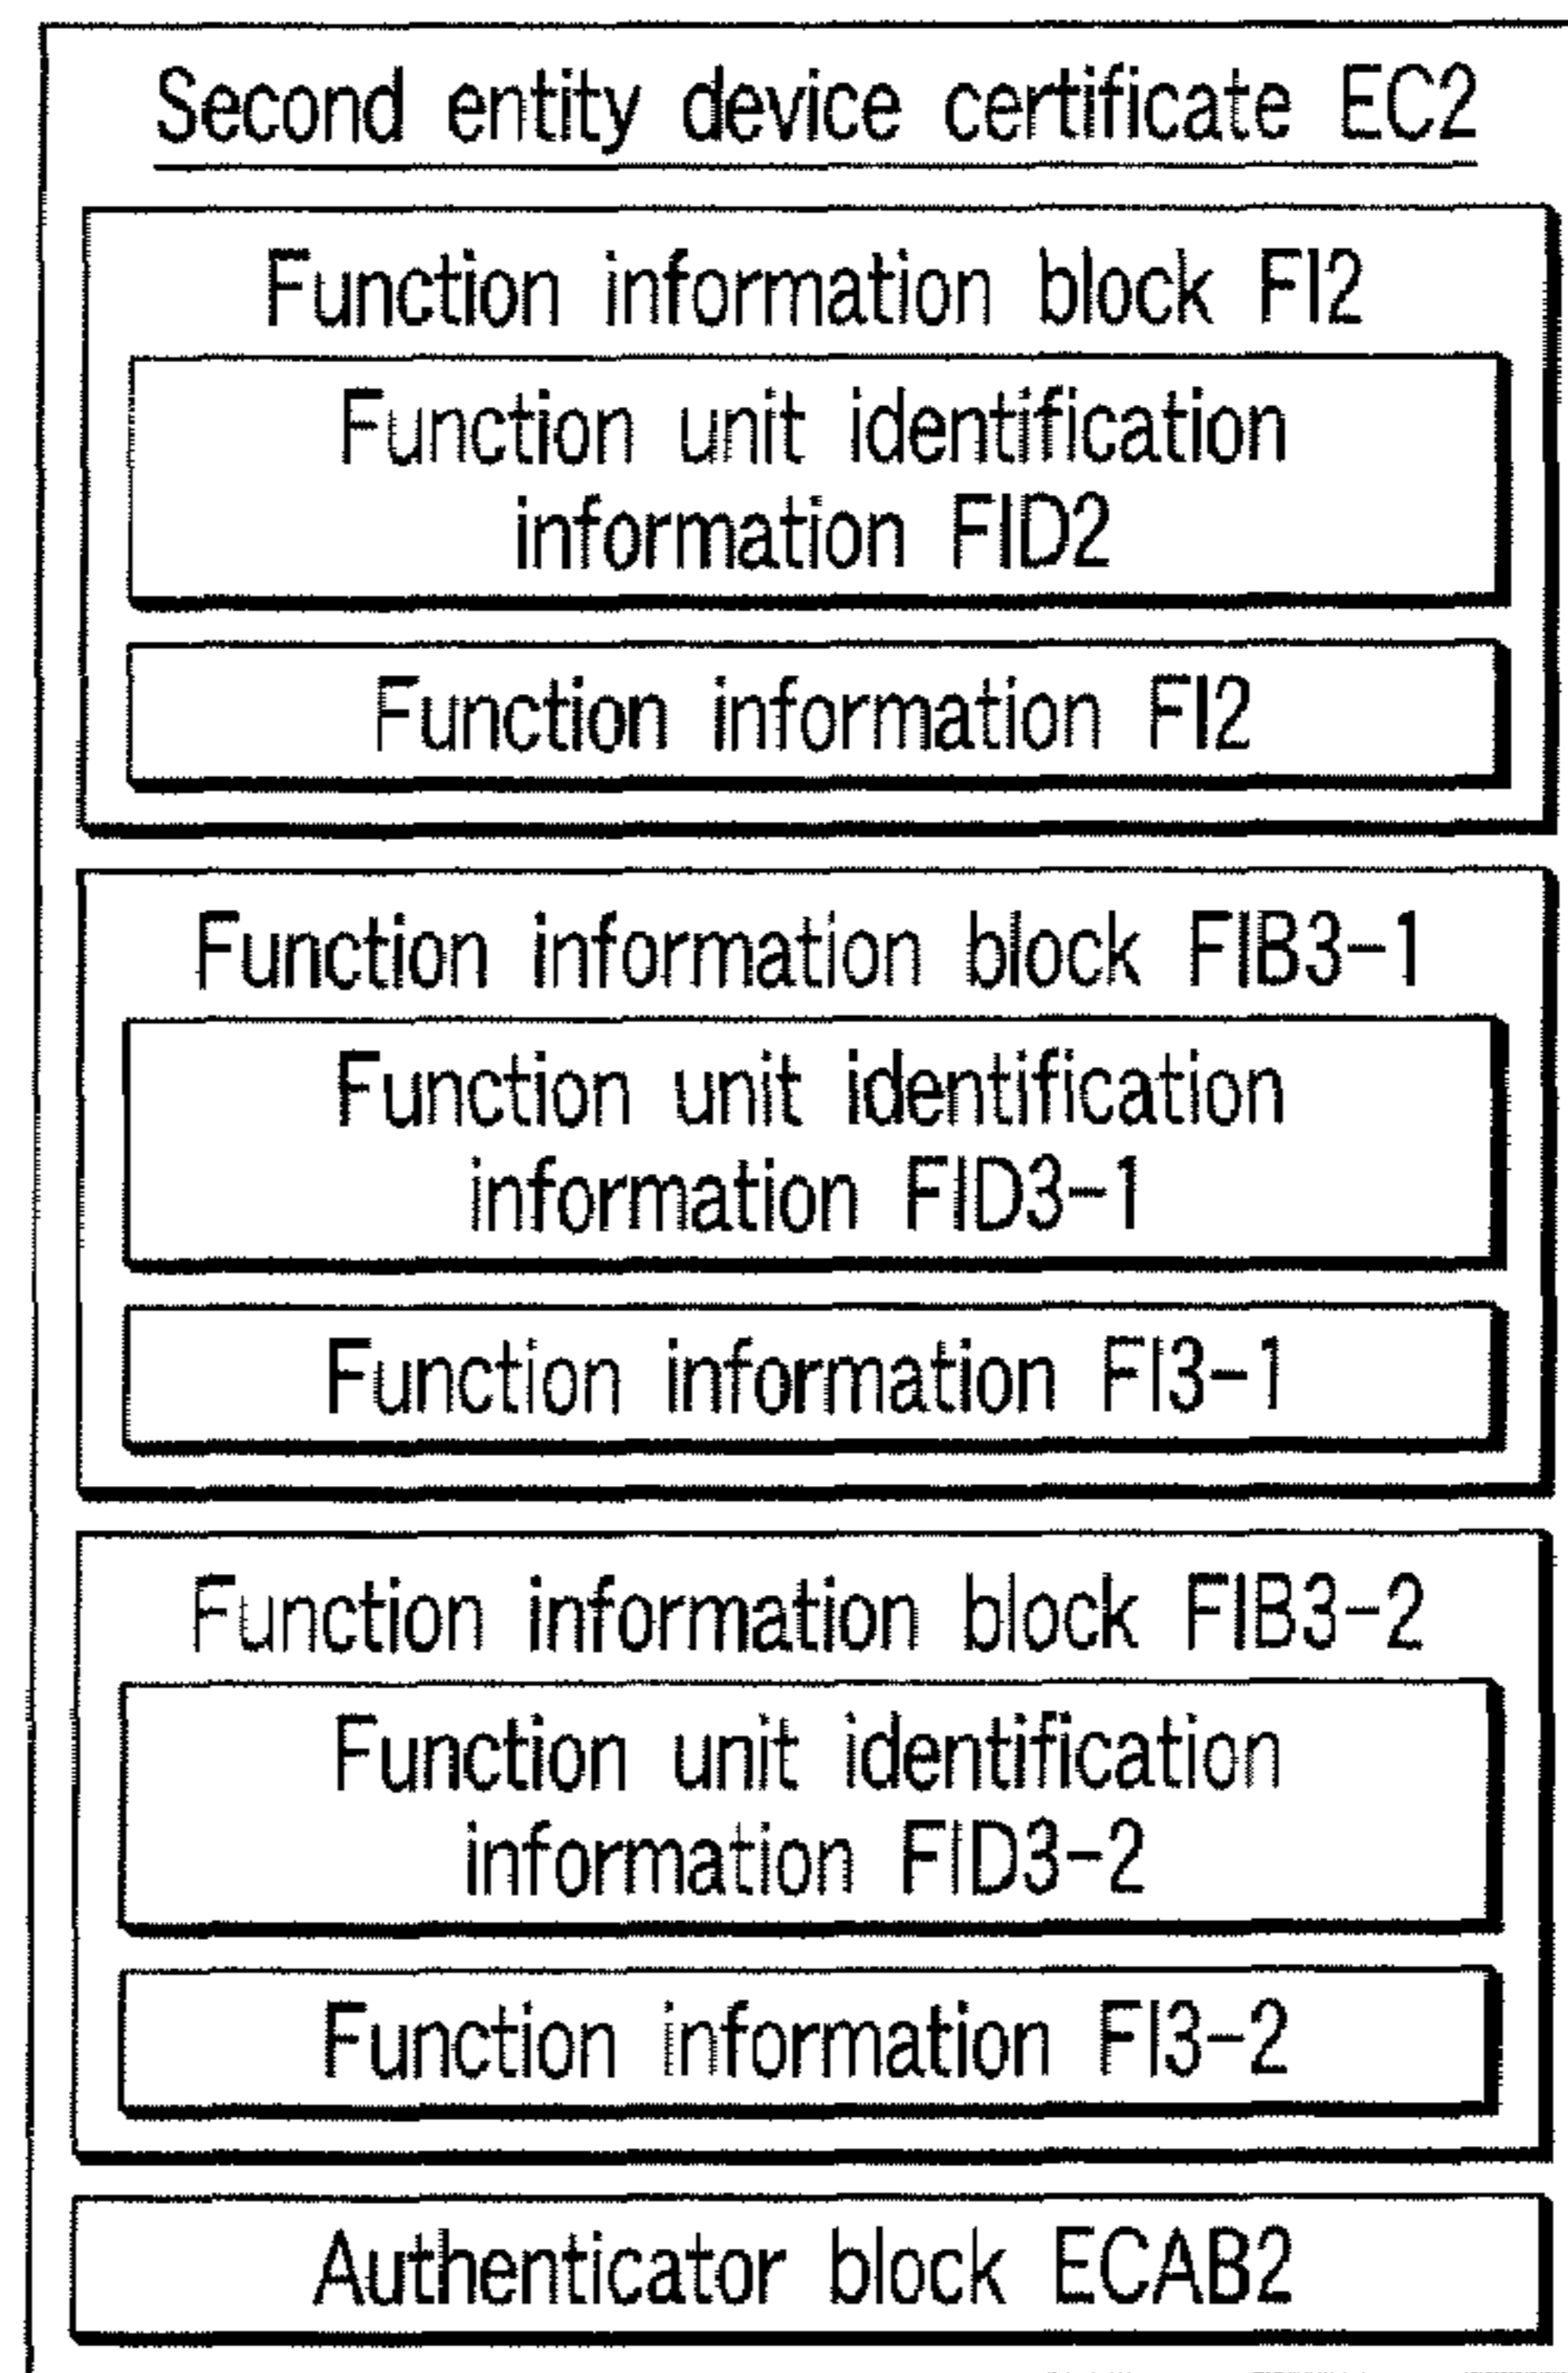 Second entity device certificate EC2
Function information block FI2
Function unit identification
information FID2
Function information FI2
Function information block FIB3-1
Function unit identification
information FID3-1
Function information FI3-1
Function information block FIB3-2
Function unit identification
information FID3-2
Function information FI3-2
Authenticator block ECAB2